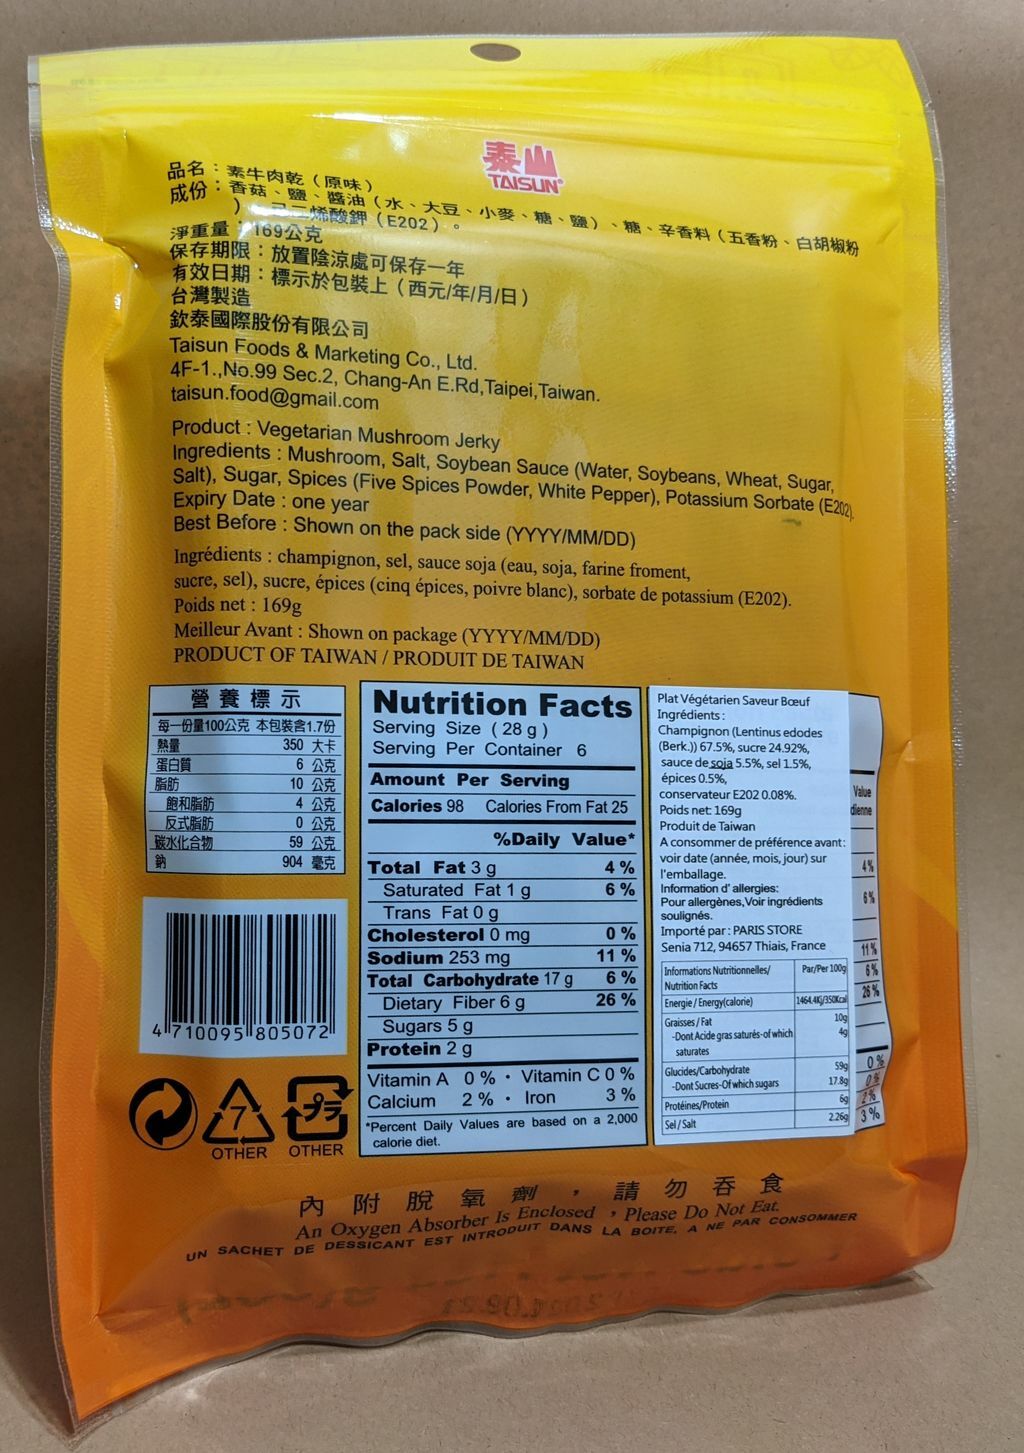 泰山
TAISUN
品名：素牛肉乾（原味）
成份：香菇、鹽、醬油（水、大豆、小麥、糖、鹽）、糖、辛香料（五香粉、白胡椒粉
）、己二烯酸鉀（E202）。
淨重量：169公克
保存期限：放置陰涼處可保存一年
有效日期：標示於包裝上（西元/年/月/日）
台灣製造
欽泰國際股份有限公司
Taisun Foods & Marketing Co., Ltd.
4F-1.,No.99 Sec.2, Chang-An E.Rd,Taipei,Taiwan.
taisun.food@gmail.com
Product : Vegetarian Mushroom Jerky
Ingredients : Mushroom, Salt, Soybean Sauce (Water, Soybeans, Wheat, Sugar,
Salt), Sugar, Spices (Five Spices Powder, White Pepper), Potassium Sorbate (E202).
Expiry Date : one year
Best Before : Shown on the pack side (YYYY/MM/DD)
Ingrédients : champignon, sel, sauce soja (eau, soja, farine froment,
sucre, sel), sucre, épices (cinq épices, poivre blanc), sorbate de potassium (E202).
Poids net : 169g
Meilleur Avant : Shown on package (YYYY/MM/DD)
PRODUCT OF TAIWAN / PRODUIT DE TAIWAN
營養標示
每一份量100公克 本包裝含1.7份
熱量 350 大卡
蛋白質 6 公克
脂肪 10 公克
飽和脂肪 4 公克
反式脂肪 0 公克
碳水化合物 59 公克
鈉 904 毫克
4 710095 805072
7
OTHER
プラ
OTHER
Nutrition Facts
Serving Size (28 g)
Serving Per Container 6
Amount Per Serving
Calories 98 Calories From Fat 25
%Daily Value*
Total Fat 3 g 4 %
Saturated Fat 1 g 6 %
Trans Fat 0 g
Cholesterol 0 mg 0 %
Sodium 253 mg 11 %
Total Carbohydrate 17 g 6 %
Dietary Fiber 6 g 26 %
Sugars 5 g
Protein 2 g
Vitamin A 0 % • Vitamin C 0 %
Calcium 2 % • Iron 3 %
*Percent Daily Values are based on a 2,000
calorie diet.
Plat Végétarien Saveur Bœuf
Ingrédients :
Champignon (Lentinus edodes
(Berk.)) 67.5%, sucre 24.92%,
sauce de soja 5.5%, sel 1.5%,
épices 0.5%,
conservateur E202 0.08%.
Poids net: 169g
Produit de Taiwan
A consommer de préférence avant:
voir date (année, mois, jour) sur
l'emballage.
Information d' allergies:
Pour allergènes,Voir ingrédients
soulignés.
Importé par : PARIS STORE
Senia 712, 94657 Thiais, France
Informations Nutritionnelles/ Par/Per 100g
Nutrition Facts
Energie / Energy(calorie) 1464.4Kj/350Kcal
Graisses / Fat 10g
-Dont Acide gras saturés-of which 4g
saturates
Glucides/Carbohydrate 59g
-Dont Sucres-Of which sugars 17.8g
Protéines/Protein 6g
Sel / Salt 2.26g
Value
4%
6%
11 %
6 %
26 %
0 %
0 %
2 %
3 %
內附脫氧劑，請勿吞食
An Oxygen Absorber Is Enclosed，Please Do Not Eat.
UN SACHET DE DESSICANT EST INTRODUIT DANS LA BOITE, A NE PAR CONSOMMER